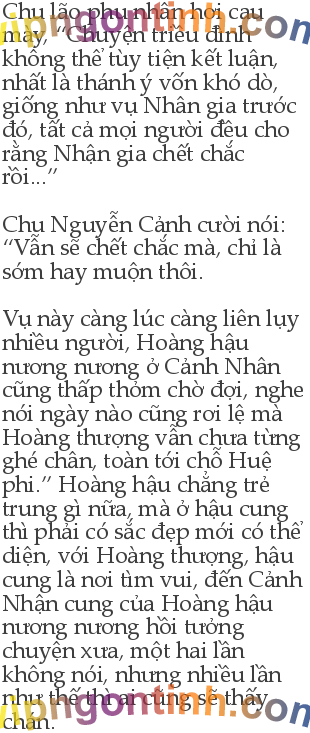 Chu lão phu nhân hơi cau
mày, “Chuyện triều đình
không thể tùy tiện kết luận,
nhất là thánh ý vốn khó dò,
giống như vụ Nhân gia trước
đó, tất cả mọi người đều cho
rằng Nhận gia chết chắc
rồi...”
Chu Nguyễn Cảnh cười nói:
“Vẫn sẽ chết chắc mà, chỉ là
sớm hay muộn thôi.
Vụ này càng lúc càng liên lụy
nhiều người, Hoàng hậu
nương nương ở Cảnh Nhân
cũng thấp thỏm chờ đợi, nghe
nói ngày nào cũng rơi lệ mà
Hoàng thượng vẫn chưa từng
ghé chân, toàn tới chỗ Huệ
phi.” Hoàng hậu chẳng trẻ
trung gì nữa, mà ở hậu cung
thì phải có sắc đẹp mới có thể
diện, với Hoàng thượng, hậu
cung là nơi tìm vui, đến Cảnh
Nhận cung của Hoàng hậu
nương nương hồi tưởng
chuyện xưa, một hai lần
không nói, nhưng nhiều lần
như thế thì ai cũng sẽ thấy
chán.
vipngontinh.com
vipngontinh.com